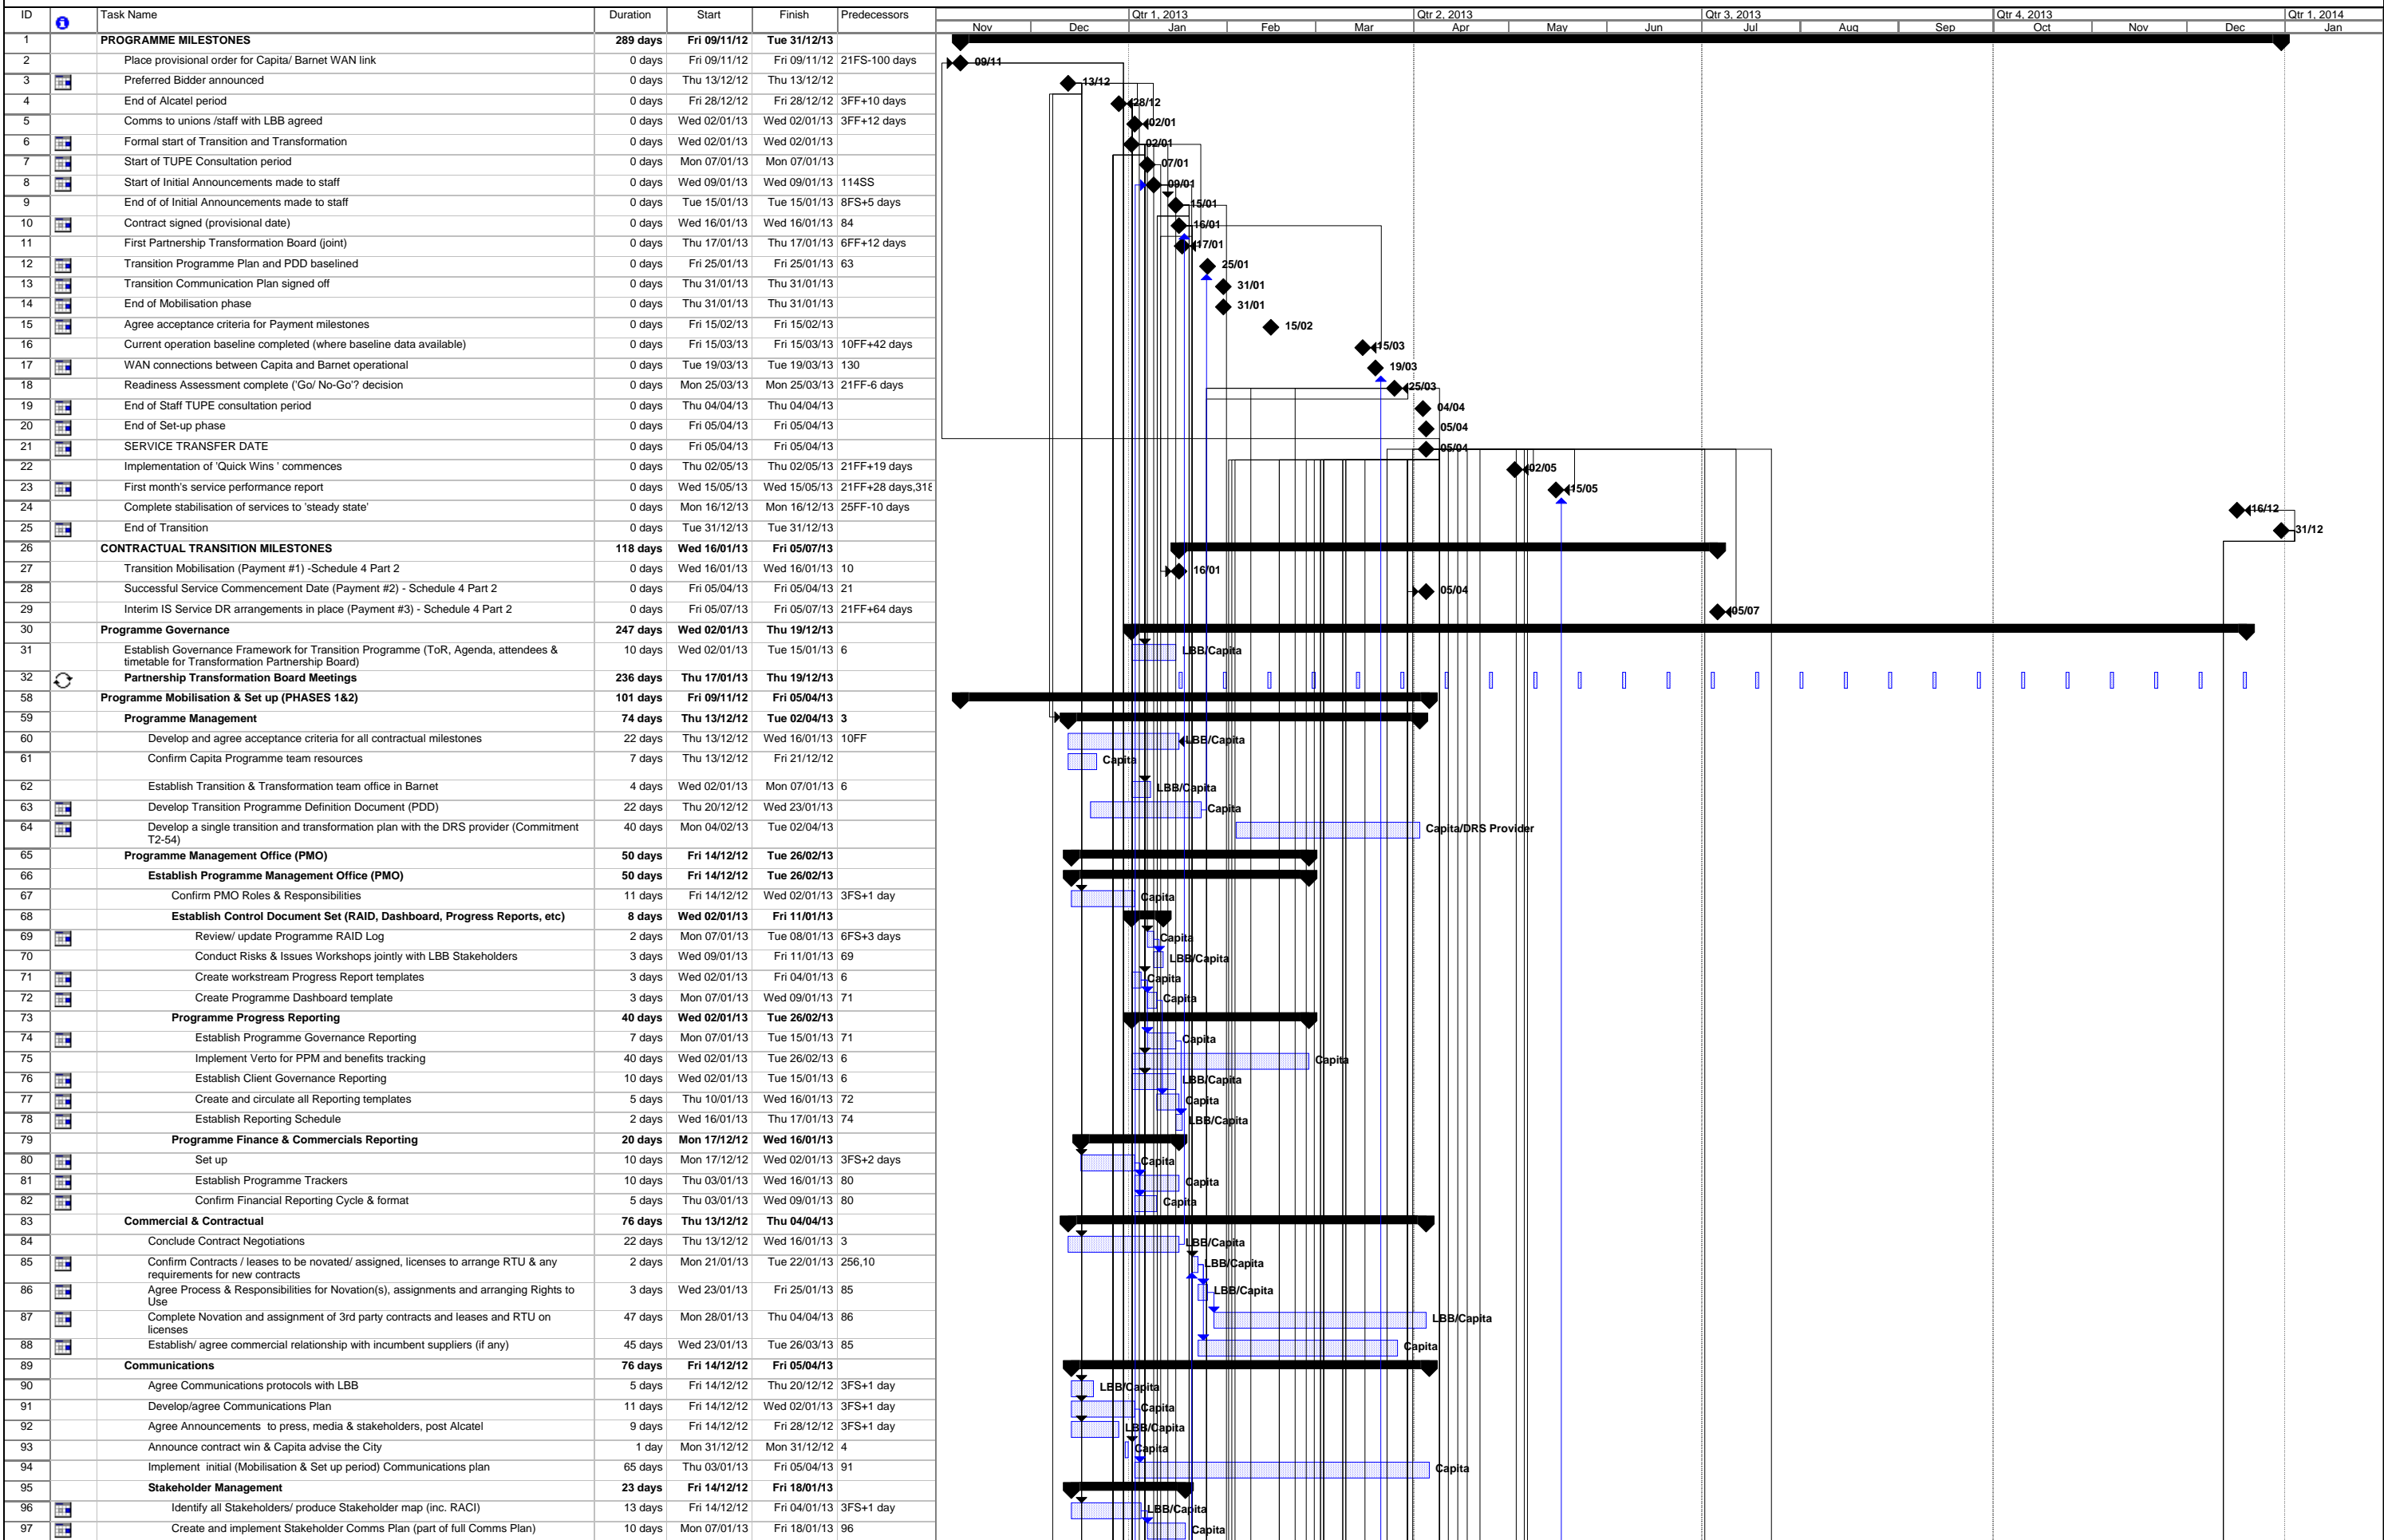 ID Task Name Duration Start Finish Predecessors
Qtr 1, 2013 Qtr 2, 2013 Qtr 3, 2013 Qtr 4, 2013 Qtr 1, 2014
Nov Dec Jan Feb Mar Apr May Jun Jul Aug Sep Oct Nov Dec Jan
1 PROGRAMME MILESTONES 289 days Fri 09/11/12 Tue 31/12/13
2 Place provisional order for Capita/ Barnet WAN link 0 days Fri 09/11/12 Fri 09/11/12 21FS-100 days 09/11
3 Preferred Bidder announced 0 days Thu 13/12/12 Thu 13/12/12 13/12
4 End of Alcatel period 0 days Fri 28/12/12 Fri 28/12/12 3FF+10 days 28/12
5 Comms to unions /staff with LBB agreed 0 days Wed 02/01/13 Wed 02/01/13 3FF+12 days 02/01
6 Formal start of Transition and Transformation 0 days Wed 02/01/13 Wed 02/01/13 02/01
7 Start of TUPE Consultation period 0 days Mon 07/01/13 Mon 07/01/13 07/01
8 Start of Initial Announcements made to staff 0 days Wed 09/01/13 Wed 09/01/13 114SS 09/01
9 End of of Initial Announcements made to staff 0 days Tue 15/01/13 Tue 15/01/13 8FS+5 days 15/01
10 Contract signed (provisional date) 0 days Wed 16/01/13 Wed 16/01/13 84 16/01
11 First Partnership Transformation Board (joint) 0 days Thu 17/01/13 Thu 17/01/13 6FF+12 days 17/01
12 Transition Programme Plan and PDD baselined 0 days Fri 25/01/13 Fri 25/01/13 63 25/01
13 Transition Communication Plan signed off 0 days Thu 31/01/13 Thu 31/01/13 31/01
14 End of Mobilisation phase 0 days Thu 31/01/13 Thu 31/01/13 31/01
15 Agree acceptance criteria for Payment milestones 0 days Fri 15/02/13 Fri 15/02/13 15/02
16 Current operation baseline completed (where baseline data available) 0 days Fri 15/03/13 Fri 15/03/13 10FF+42 days 15/03
17 WAN connections between Capita and Barnet operational 0 days Tue 19/03/13 Tue 19/03/13 130 19/03
18 Readiness Assessment complete ('Go/ No-Go'? decision 0 days Mon 25/03/13 Mon 25/03/13 21FF-6 days 25/03
19 End of Staff TUPE consultation period 0 days Thu 04/04/13 Thu 04/04/13 04/04
20 End of Set-up phase 0 days Fri 05/04/13 Fri 05/04/13 05/04
21 SERVICE TRANSFER DATE 0 days Fri 05/04/13 Fri 05/04/13 05/04
22 Implementation of 'Quick Wins ' commences 0 days Thu 02/05/13 Thu 02/05/13 21FF+19 days 02/05
23 First month's service performance report 0 days Wed 15/05/13 Wed 15/05/13 21FF+28 days,318 15/05
24 Complete stabilisation of services to 'steady state' 0 days Mon 16/12/13 Mon 16/12/13 25FF-10 days 16/12
25 End of Transition 0 days Tue 31/12/13 Tue 31/12/13 31/12
26 CONTRACTUAL TRANSITION MILESTONES 118 days Wed 16/01/13 Fri 05/07/13
27 Transition Mobilisation (Payment #1) -Schedule 4 Part 2 0 days Wed 16/01/13 Wed 16/01/13 10 16/01
28 Successful Service Commencement Date (Payment #2) - Schedule 4 Part 2 0 days Fri 05/04/13 Fri 05/04/13 21 05/04
29 Interim IS Service DR arrangements in place (Payment #3) - Schedule 4 Part 2 0 days Fri 05/07/13 Fri 05/07/13 21FF+64 days 05/07
30 Programme Governance 247 days Wed 02/01/13 Thu 19/12/13
31 Establish Governance Framework for Transition Programme (ToR, Agenda, attendees & 10 days Wed 02/01/13 Tue 15/01/13 6 LBB/Capita
timetable for Transformation Partnership Board)
32 Partnership Transformation Board Meetings 236 days Thu 17/01/13 Thu 19/12/13
58 Programme Mobilisation & Set up (PHASES 1&2) 101 days Fri 09/11/12 Fri 05/04/13
59 Programme Management 74 days Thu 13/12/12 Tue 02/04/13 3
60 Develop and agree acceptance criteria for all contractual milestones 22 days Thu 13/12/12 Wed 16/01/13 10FF LBB/Capita
61 Confirm Capita Programme team resources 7 days Thu 13/12/12 Fri 21/12/12 Capita
62 Establish Transition & Transformation team office in Barnet 4 days Wed 02/01/13 Mon 07/01/13 6 LBB/Capita
63 Develop Transition Programme Definition Document (PDD) 22 days Thu 20/12/12 Wed 23/01/13 Capita
64 Develop a single transition and transformation plan with the DRS provider (Commitment 40 days Mon 04/02/13 Tue 02/04/13 Capita/DRS Provider
T2-54)
65 Programme Management Office (PMO) 50 days Fri 14/12/12 Tue 26/02/13
66 Establish Programme Management Office (PMO) 50 days Fri 14/12/12 Tue 26/02/13
67 Confirm PMO Roles & Responsibilities 11 days Fri 14/12/12 Wed 02/01/13 3FS+1 day Capita
68 Establish Control Document Set (RAID, Dashboard, Progress Reports, etc) 8 days Wed 02/01/13 Fri 11/01/13
69 Review/ update Programme RAID Log 2 days Mon 07/01/13 Tue 08/01/13 6FS+3 days Capita
70 Conduct Risks & Issues Workshops jointly with LBB Stakeholders 3 days Wed 09/01/13 Fri 11/01/13 69 LBB/Capita
71 Create workstream Progress Report templates 3 days Wed 02/01/13 Fri 04/01/13 6 Capita
72 Create Programme Dashboard template 3 days Mon 07/01/13 Wed 09/01/13 71 Capita
73 Programme Progress Reporting 40 days Wed 02/01/13 Tue 26/02/13
74 Establish Programme Governance Reporting 7 days Mon 07/01/13 Tue 15/01/13 71 Capita
75 Implement Verto for PPM and benefits tracking 40 days Wed 02/01/13 Tue 26/02/13 6 Capita
76 Establish Client Governance Reporting 10 days Wed 02/01/13 Tue 15/01/13 6 LBB/Capita
77 Create and circulate all Reporting templates 5 days Thu 10/01/13 Wed 16/01/13 72 Capita
78 Establish Reporting Schedule 2 days Wed 16/01/13 Thu 17/01/13 74 LBB/Capita
79 Programme Finance & Commercials Reporting 20 days Mon 17/12/12 Wed 16/01/13
80 Set up 10 days Mon 17/12/12 Wed 02/01/13 3FS+2 days Capita
81 Establish Programme Trackers 10 days Thu 03/01/13 Wed 16/01/13 80 Capita
82 Confirm Financial Reporting Cycle & format 5 days Thu 03/01/13 Wed 09/01/13 80 Capita
83 Commercial & Contractual 76 days Thu 13/12/12 Thu 04/04/13
84 Conclude Contract Negotiations 22 days Thu 13/12/12 Wed 16/01/13 3 LBB/Capita
85 Confirm Contracts / leases to be novated/ assigned, licenses to arrange RTU & any 2 days Mon 21/01/13 Tue 22/01/13 256,10 LBB/Capita
requirements for new contracts
86 Agree Process & Responsibilities for Novation(s), assignments and arranging Rights to 3 days Wed 23/01/13 Fri 25/01/13 85 LBB/Capita
Use
87 Complete Novation and assignment of 3rd party contracts and leases and RTU on 47 days Mon 28/01/13 Thu 04/04/13 86 LBB/Capita
licenses
88 Establish/ agree commercial relationship with incumbent suppliers (if any) 45 days Wed 23/01/13 Tue 26/03/13 85 Capita
89 Communications 76 days Fri 14/12/12 Fri 05/04/13
90 Agree Communications protocols with LBB 5 days Fri 14/12/12 Thu 20/12/12 3FS+1 day LBB/Capita
91 Develop/agree Communications Plan 11 days Fri 14/12/12 Wed 02/01/13 3FS+1 day Capita
92 Agree Announcements to press, media & stakeholders, post Alcatel 9 days Fri 14/12/12 Fri 28/12/12 3FS+1 day LBB/Capita
93 Announce contract win & Capita advise the City 1 day Mon 31/12/12 Mon 31/12/12 4 Capita
94 Implement initial (Mobilisation & Set up period) Communications plan 65 days Thu 03/01/13 Fri 05/04/13 91 Capita
95 Stakeholder Management 23 days Fri 14/12/12 Fri 18/01/13
96 Identify all Stakeholders/ produce Stakeholder map (inc. RACI) 13 days Fri 14/12/12 Fri 04/01/13 3FS+1 day LBB/Capita
97 Create and implement Stakeholder Comms Plan (part of full Comms Plan) 10 days Mon 07/01/13 Fri 18/01/13 96 Capita